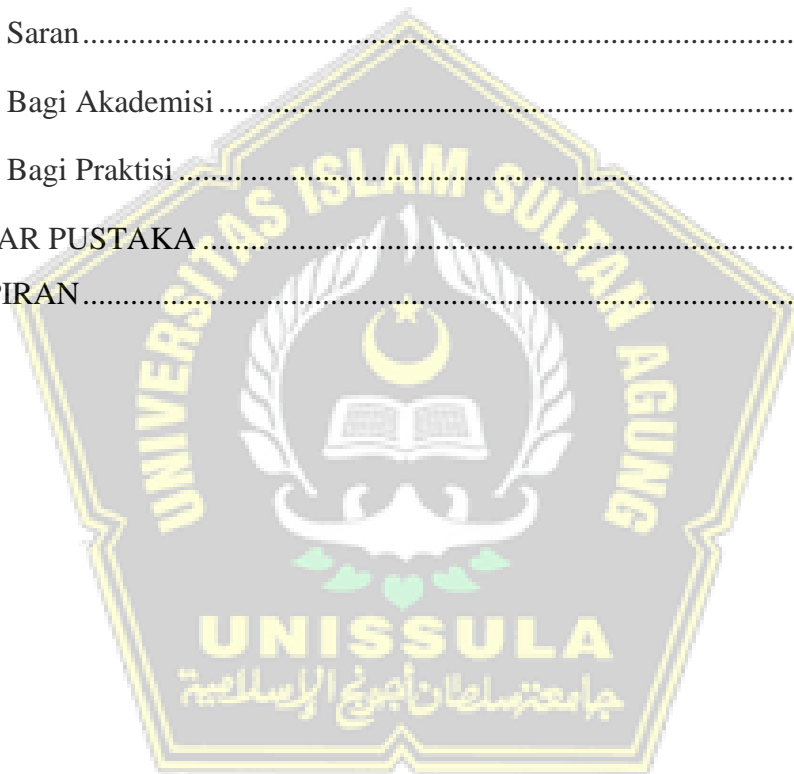 Saran................................................................................
Bagi Akademisi................................................................
Bagi Praktisi....................................................................
AR PUSTAKA..................................................................
PIRAN................................................................................
UNIVERSITAS ISLAM SULTAN AGUNG
UNISSULA
جامعة سلطان أجونج الإسلامية